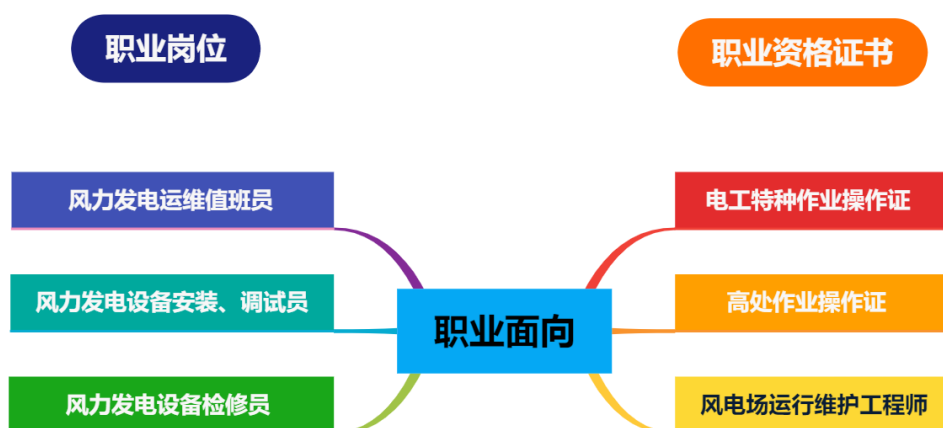 职业岗位
职业资格证书
风力发电运维值班员
电工特种作业操作证
风力发电设备安装、调试员
高处作业操作证
职业面向
风力发电设备检修员
风电场运行维护工程师